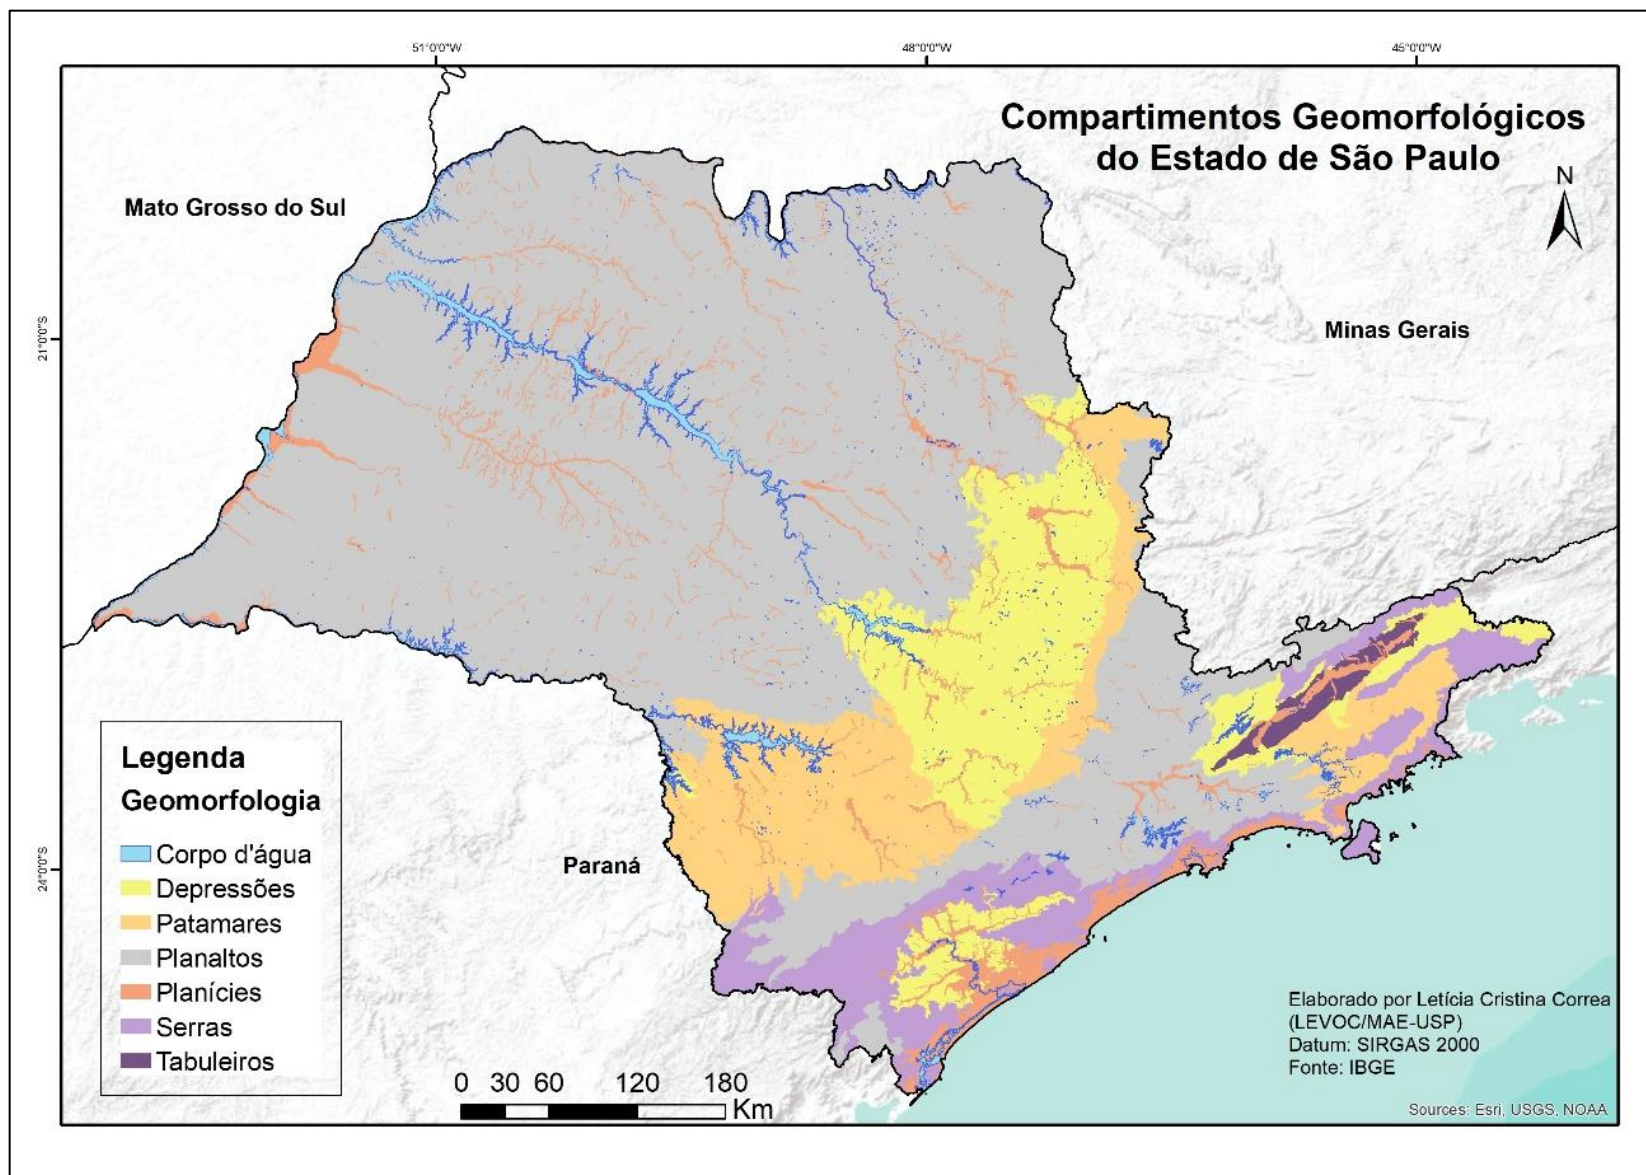 51°0'0"W
48°0'0"W
45°0'0"W
Compartimentos Geomorfológicos
do Estado de São Paulo
N
Mato Grosso do Sul
Minas Gerais
21°0'0"S
Legenda
Geomorfologia
Corpo d'água
Depressões
Patamares
Planaltos
Planícies
Serras
Tabuleiros
Paraná
24°0'0"S
0 30 60 120 180
Km
Elaborado por Letícia Cristina Correa
(LEVOC/MAE-USP)
Datum: SIRGAS 2000
Fonte: IBGE
Sources: Esri, USGS, NOAA